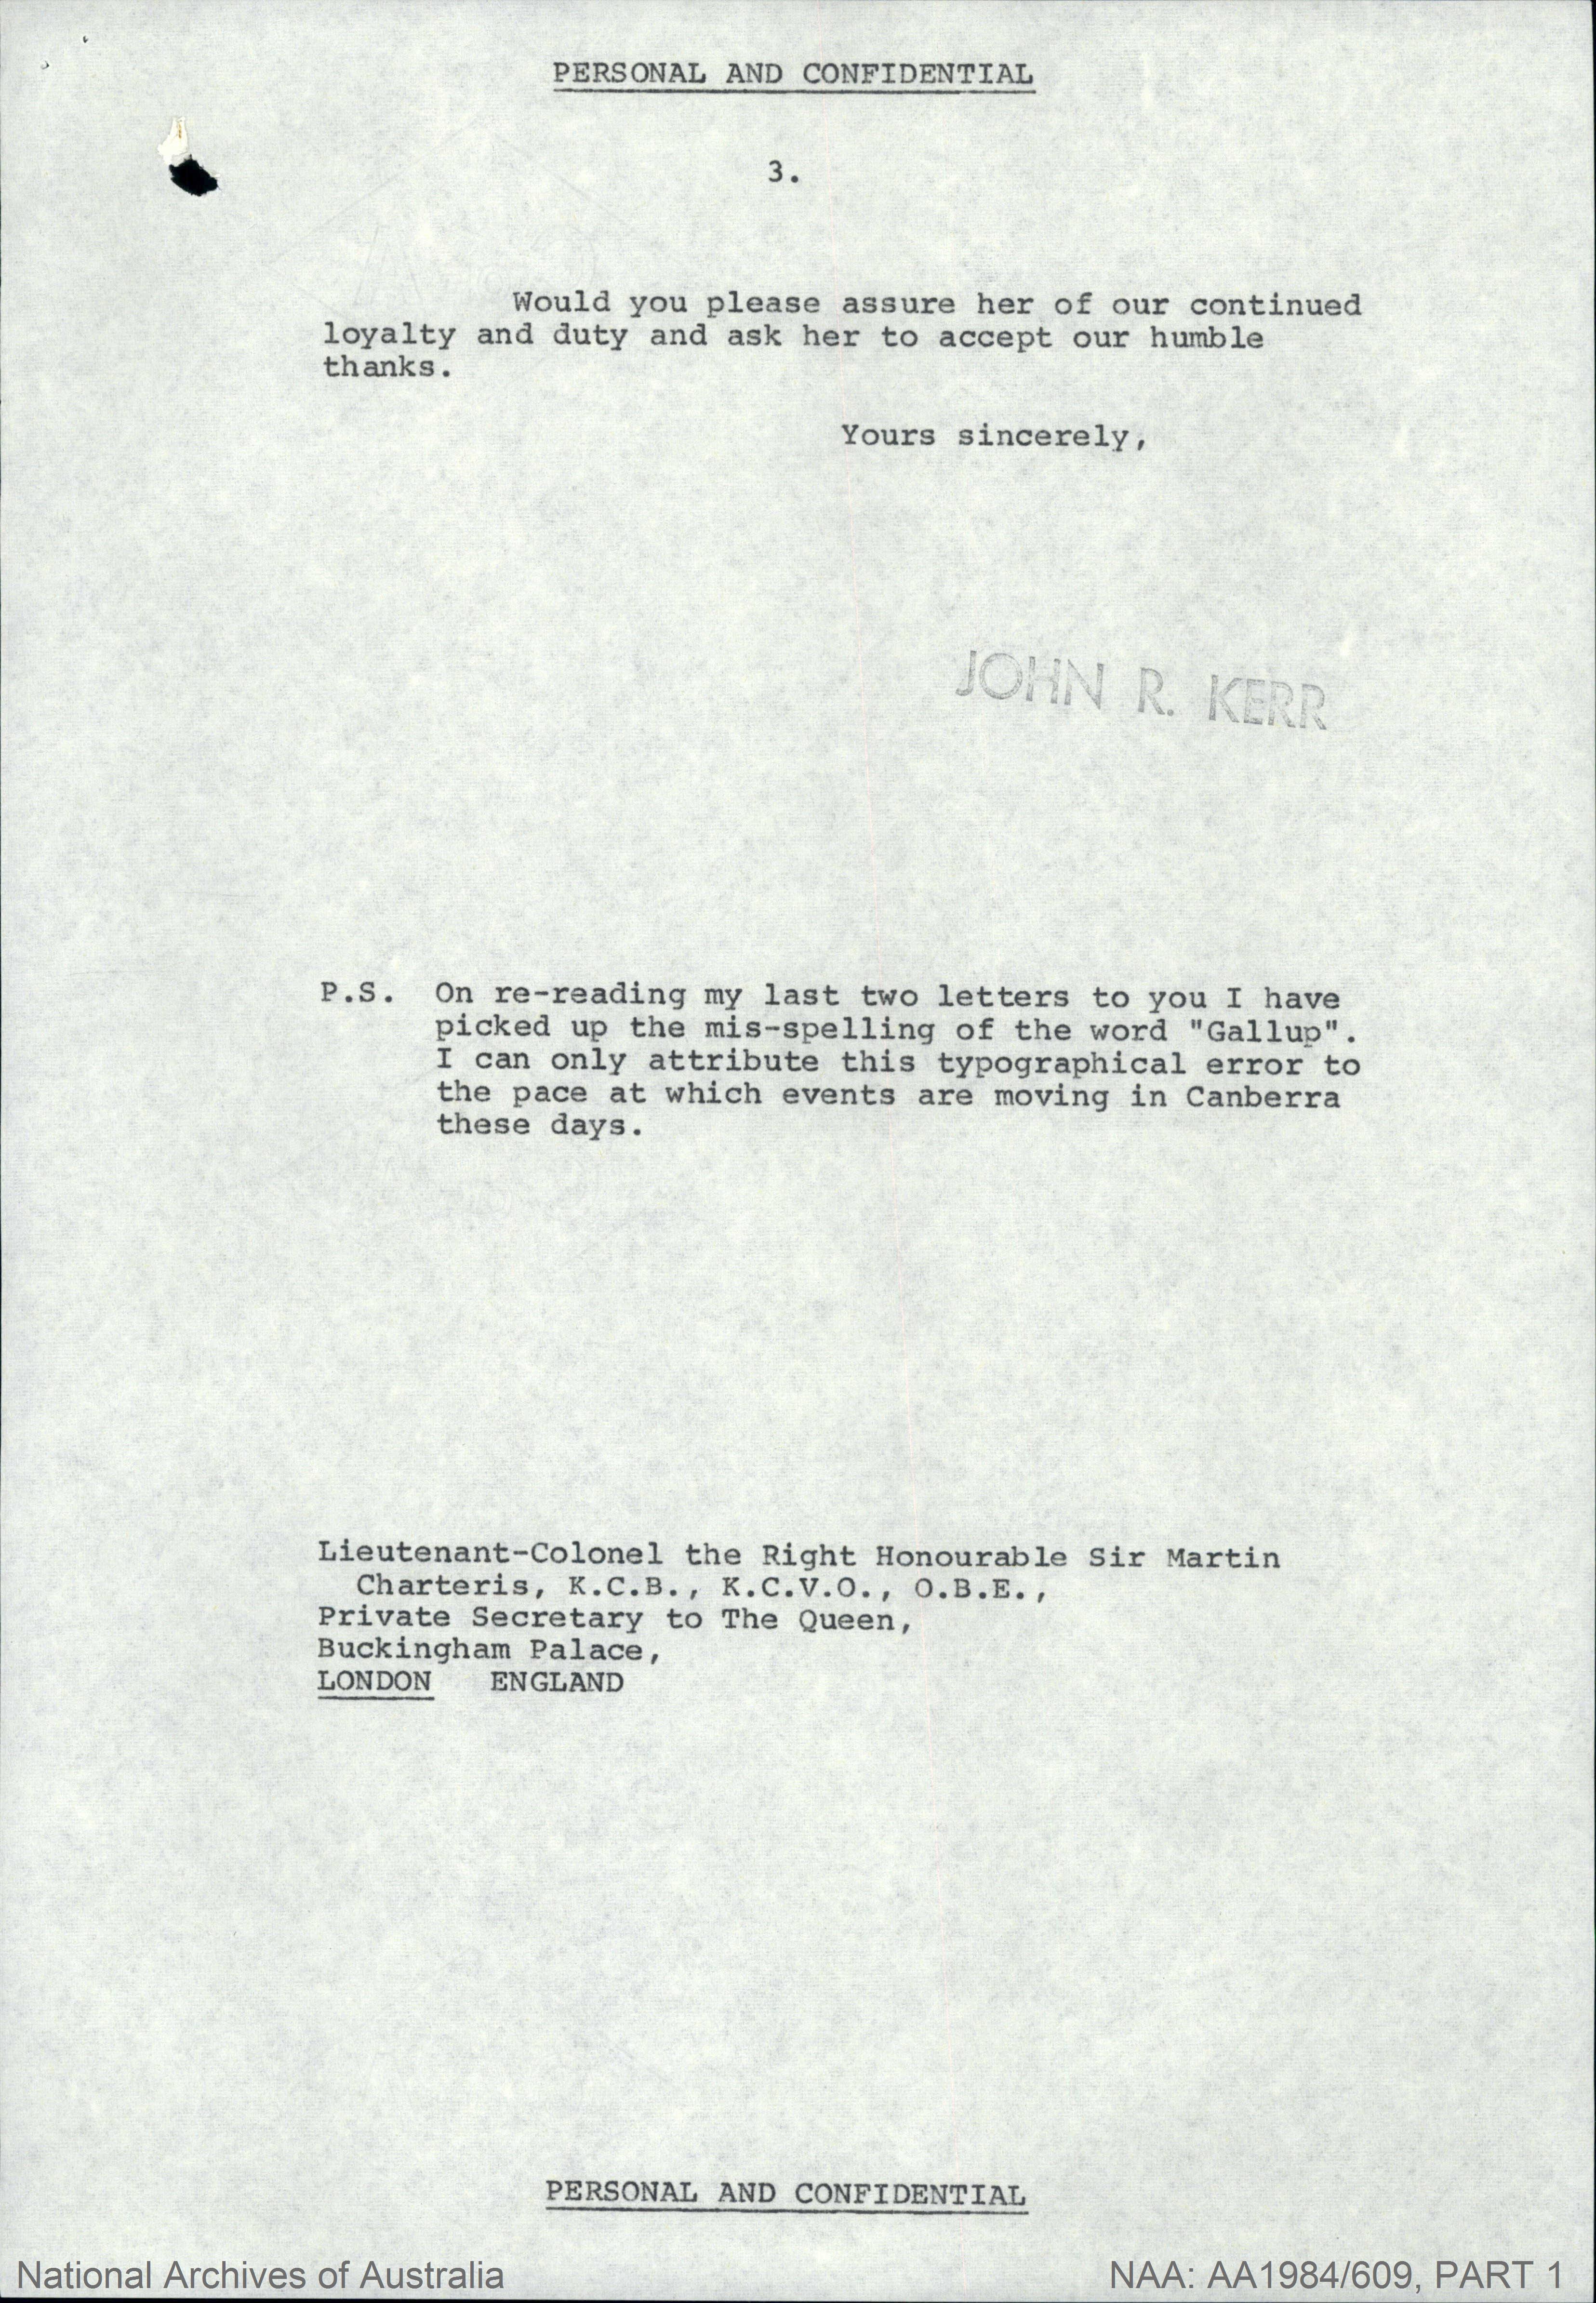 PERSONAL AND CONFIDENTIAL
3.
Would you please assure her of our continued
loyalty and duty and ask her to accept our humble
thanks.
Yours sincerely,
JOHN R. KERR
P.S. On re-reading my last two letters to you I have
picked up the mis-spelling of the word "Gallup".
I can only attribute this typographical error to
the pace at which events are moving in Canberra
these days.
Lieutenant-Colonel the Right Honourable Sir Martin
Charteris, K.C.B., K.C.V.O., O.B.E.,
Private Secretary to The Queen,
Buckingham Palace,
LONDON ENGLAND
PERSONAL AND CONFIDENTIAL
National Archives of Australia
NAA: AA1984/609, PART 1